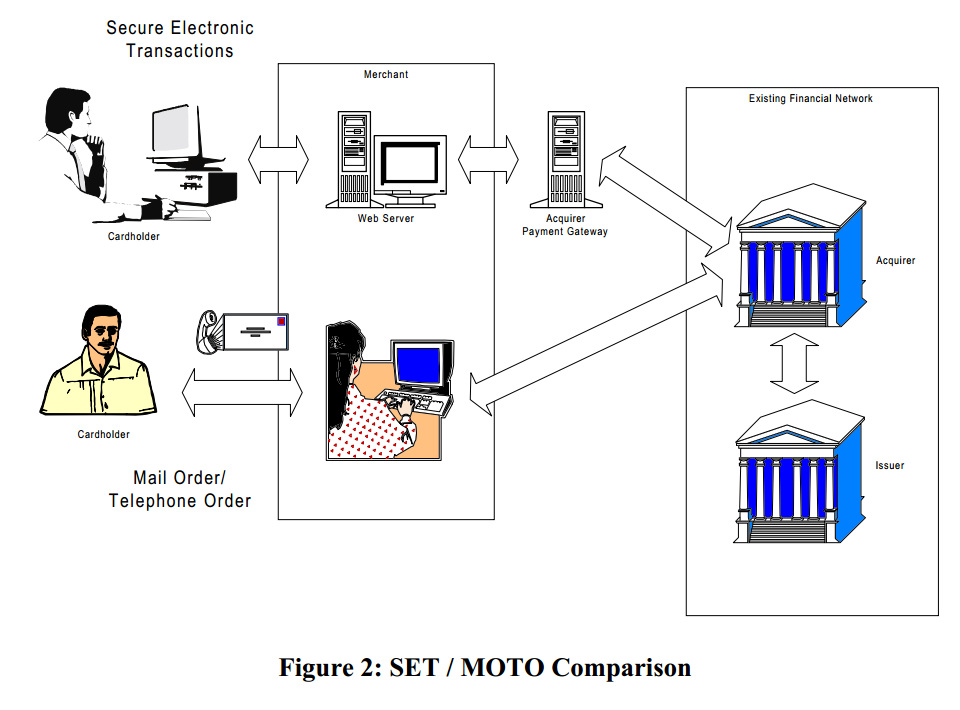 Secure Electronic
Transactions
Merchant
Existing Financial Network
Cardholder
Web Server
Acquirer
Payment Gateway
Acquirer
Cardholder
Mail Order/
Telephone Order
Issuer
Figure 2: SET / MOTO Comparison